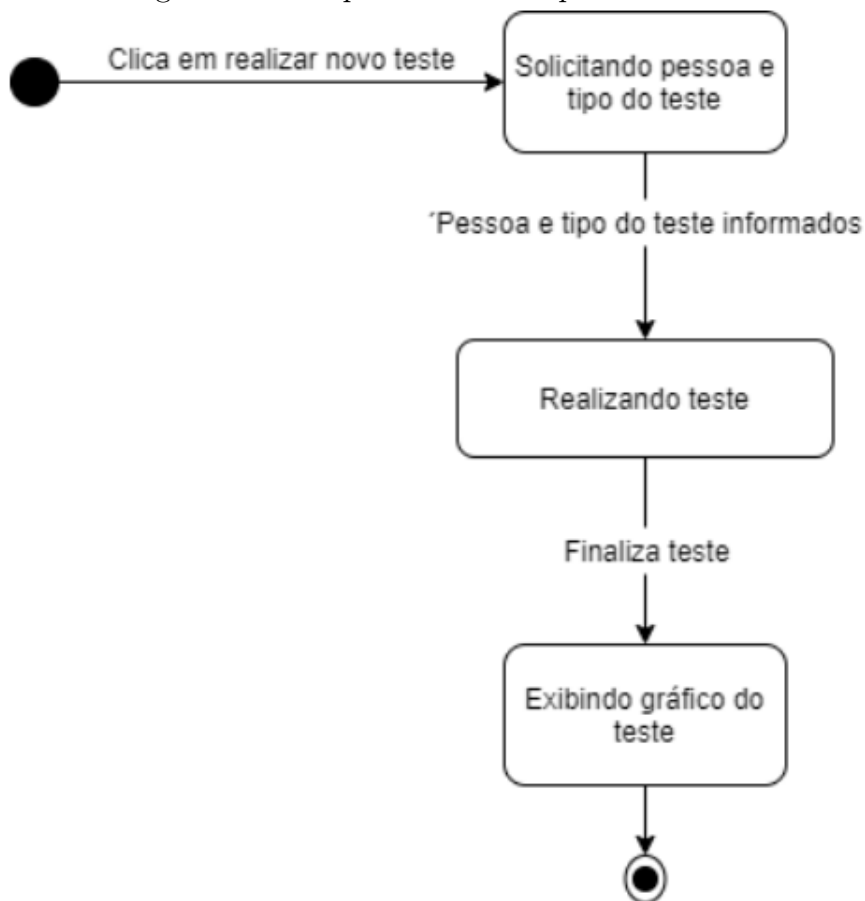 Clica em realizar novo teste
Solicitando pessoa e
tipo do teste
´Pessoa e tipo do teste informados
Realizando teste
Finaliza teste
Exibindo gráfico do
teste